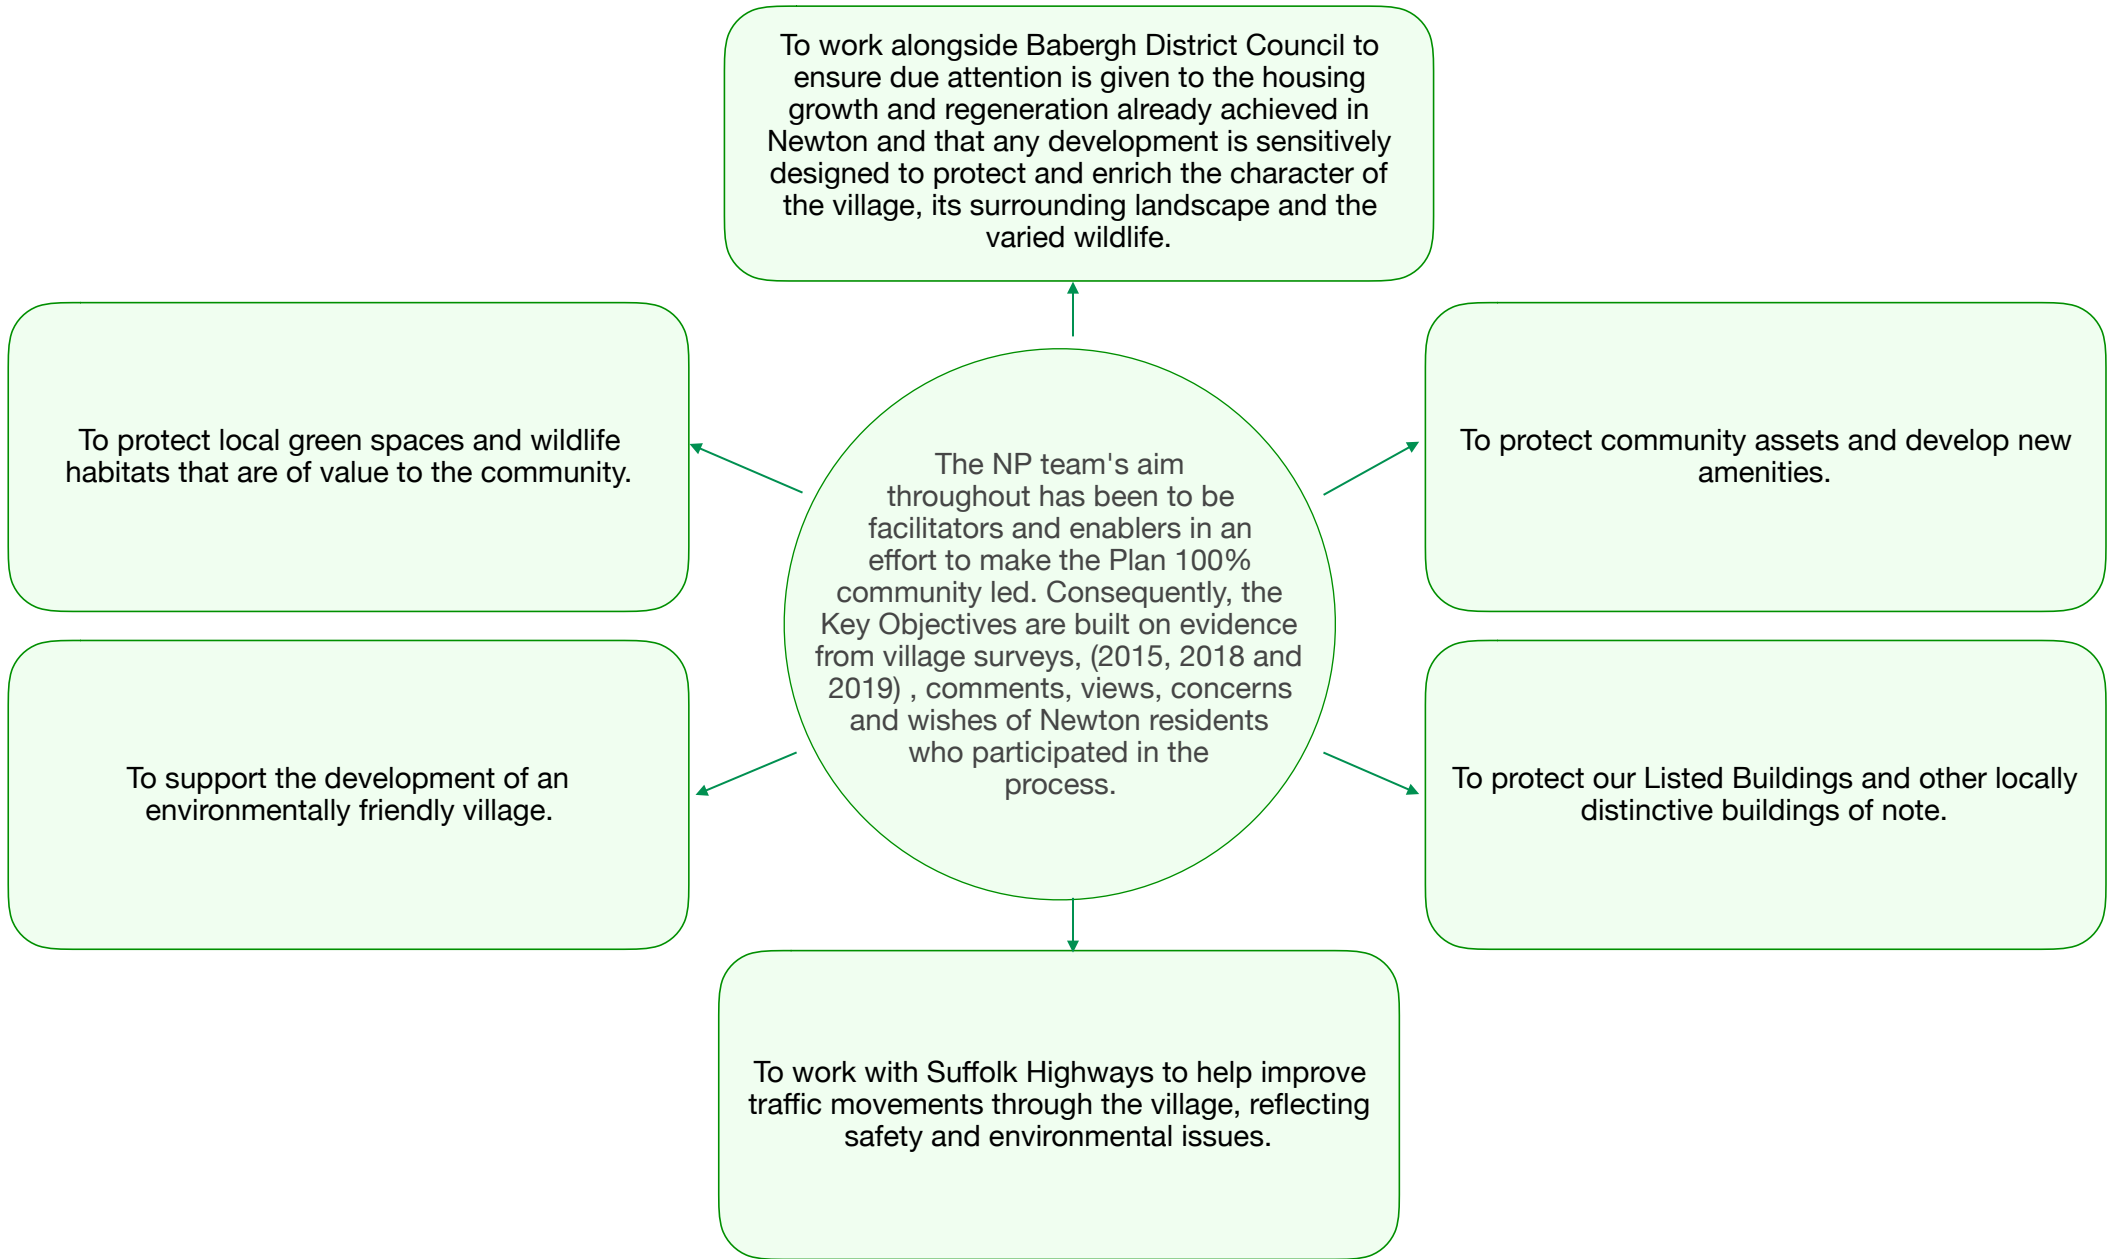 To work alongside Babergh District Council to
ensure due attention is given to the housing
growth and regeneration already achieved in
Newton and that any development is sensitively
designed to protect and enrich the character of
the village, its surrounding landscape and the
varied wildlife.
To protect local green spaces and wildlife
habitats that are of value to the community.
The NP team's aim
throughout has been to be
facilitators and enablers in an
effort to make the Plan 100%
community led. Consequently, the
Key Objectives are built on evidence
from village surveys, (2015, 2018 and
2019) , comments, views, concerns
and wishes of Newton residents
who participated in the
process.
To protect community assets and develop new
amenities.
To support the development of an
environmentally friendly village.
To protect our Listed Buildings and other locally
distinctive buildings of note.
To work with Suffolk Highways to help improve
traffic movements through the village, reflecting
safety and environmental issues.